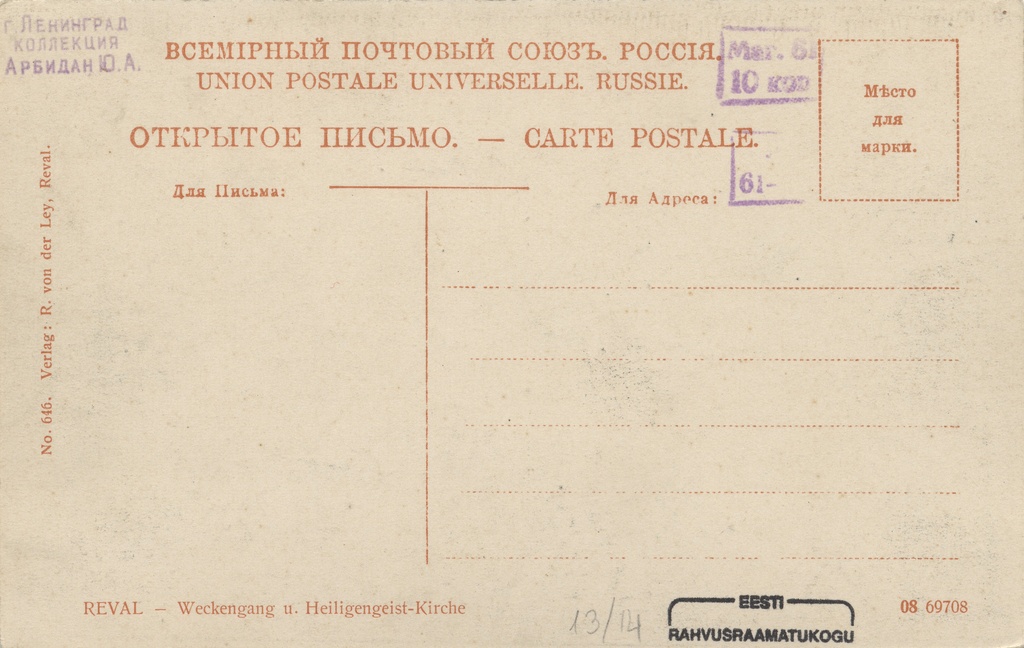 г. ЛЕНИНГРАД
КОЛЛЕКЦИЯ
АРБИДАН Ю.А.
ВСЕМІРНЫЙ ПОЧТОВЫЙ СОЮЗЪ. РОССІЯ.
UNION POSTALE UNIVERSELLE. RUSSIE.
Маг. 61
10 коп
ОТКРЫТОЕ ПИСЬМО. — CARTE POSTALE.
Мѣсто
для
марки.
61-
Для Письма:
Для Адреса:
No. 646. Verlag: R. von der Ley, Reval.
REVAL — Weckengang u. Heiligengeist-Kirche
13/14
EESTI
RAHVUSRAAMATUKOGU
08 69708